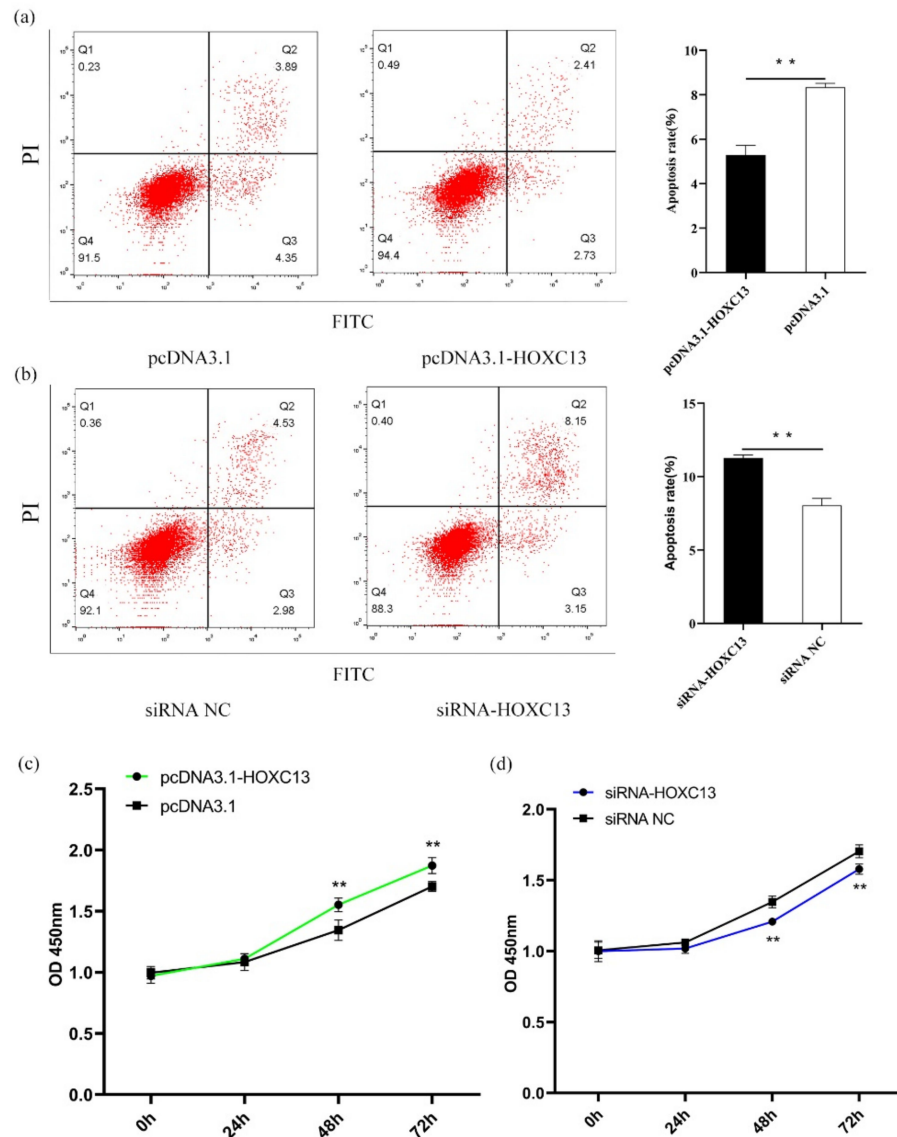 (a)
Q1
0.23
Q2
3.89
Q4
91.5
Q3
4.35
Q1
0.49
Q2
2.41
Q4
94.4
Q3
2.73
PI
FITC
pcDNA3.1
pcDNA3.1-HOXC13
Apoptosis rate(%)
10
8
6
4
2
0
**
pcDNA3.1-HOXC13
pcDNA3.1
(b)
Q1
0.36
Q2
4.53
Q4
92.1
Q3
2.98
Q1
0.40
Q2
8.15
Q4
88.3
Q3
3.15
PI
FITC
siRNA NC
siRNA-HOXC13
Apoptosis rate(%)
15
10
5
0
**
siRNA-HOXC13
siRNA NC
(c)
pcDNA3.1-HOXC13
pcDNA3.1
OD 450nm
2.5
2.0
1.5
1.0
0.5
0.0
**
**
0h
24h
48h
72h
(d)
siRNA-HOXC13
siRNA NC
OD 450nm
2.0
1.5
1.0
0.5
0.0
**
**
0h
24h
48h
72h